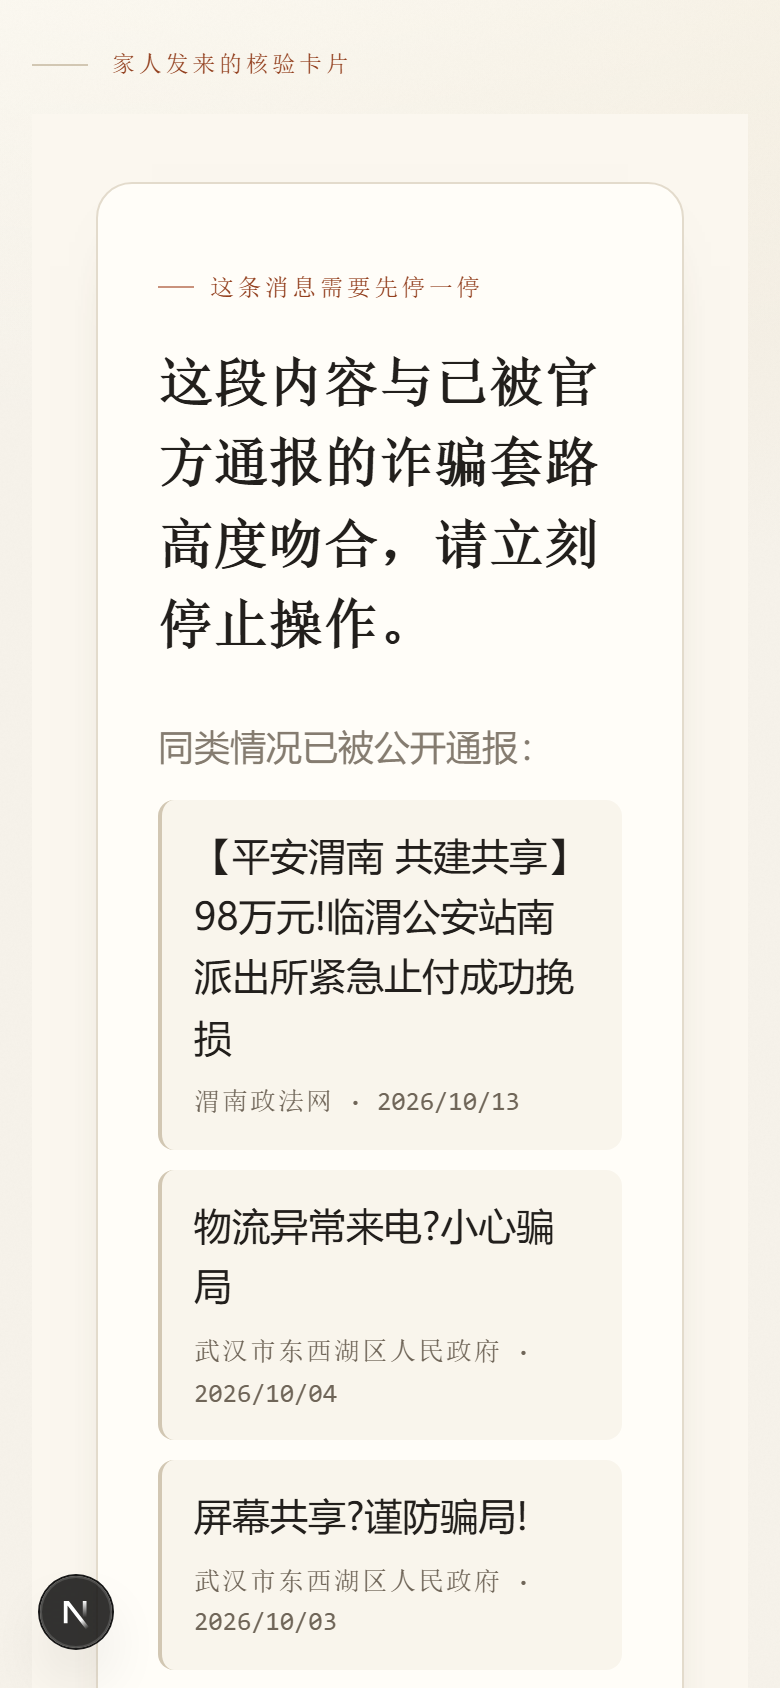 家人发来的核验卡片
这条消息需要先停一停
这段内容与已被官
方通报的诈骗套路
高度吻合，请立刻
停止操作。
同类情况已被公开通报：
【平安渭南 共建共享】
98万元!临渭公安站南
派出所紧急止付成功挽
损
渭南政法网 · 2026/10/13
物流异常来电?小心骗
局
武汉市东西湖区人民政府 ·
2026/10/04
屏幕共享?谨防骗局!
武汉市东西湖区人民政府 ·
2026/10/03
N